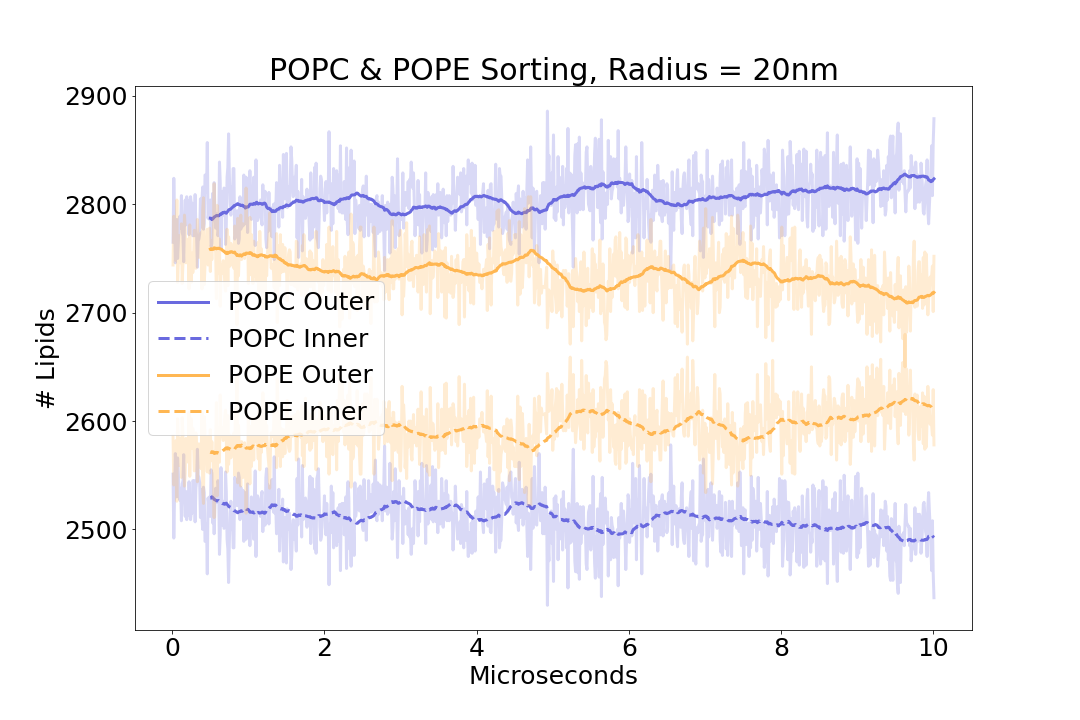 POPC & POPE Sorting, Radius = 20nm
2900
2800
2700
2600
2500
# Lipids
POPC Outer
POPC Inner
POPE Outer
POPE Inner
0 2 4 6 8 10
Microseconds